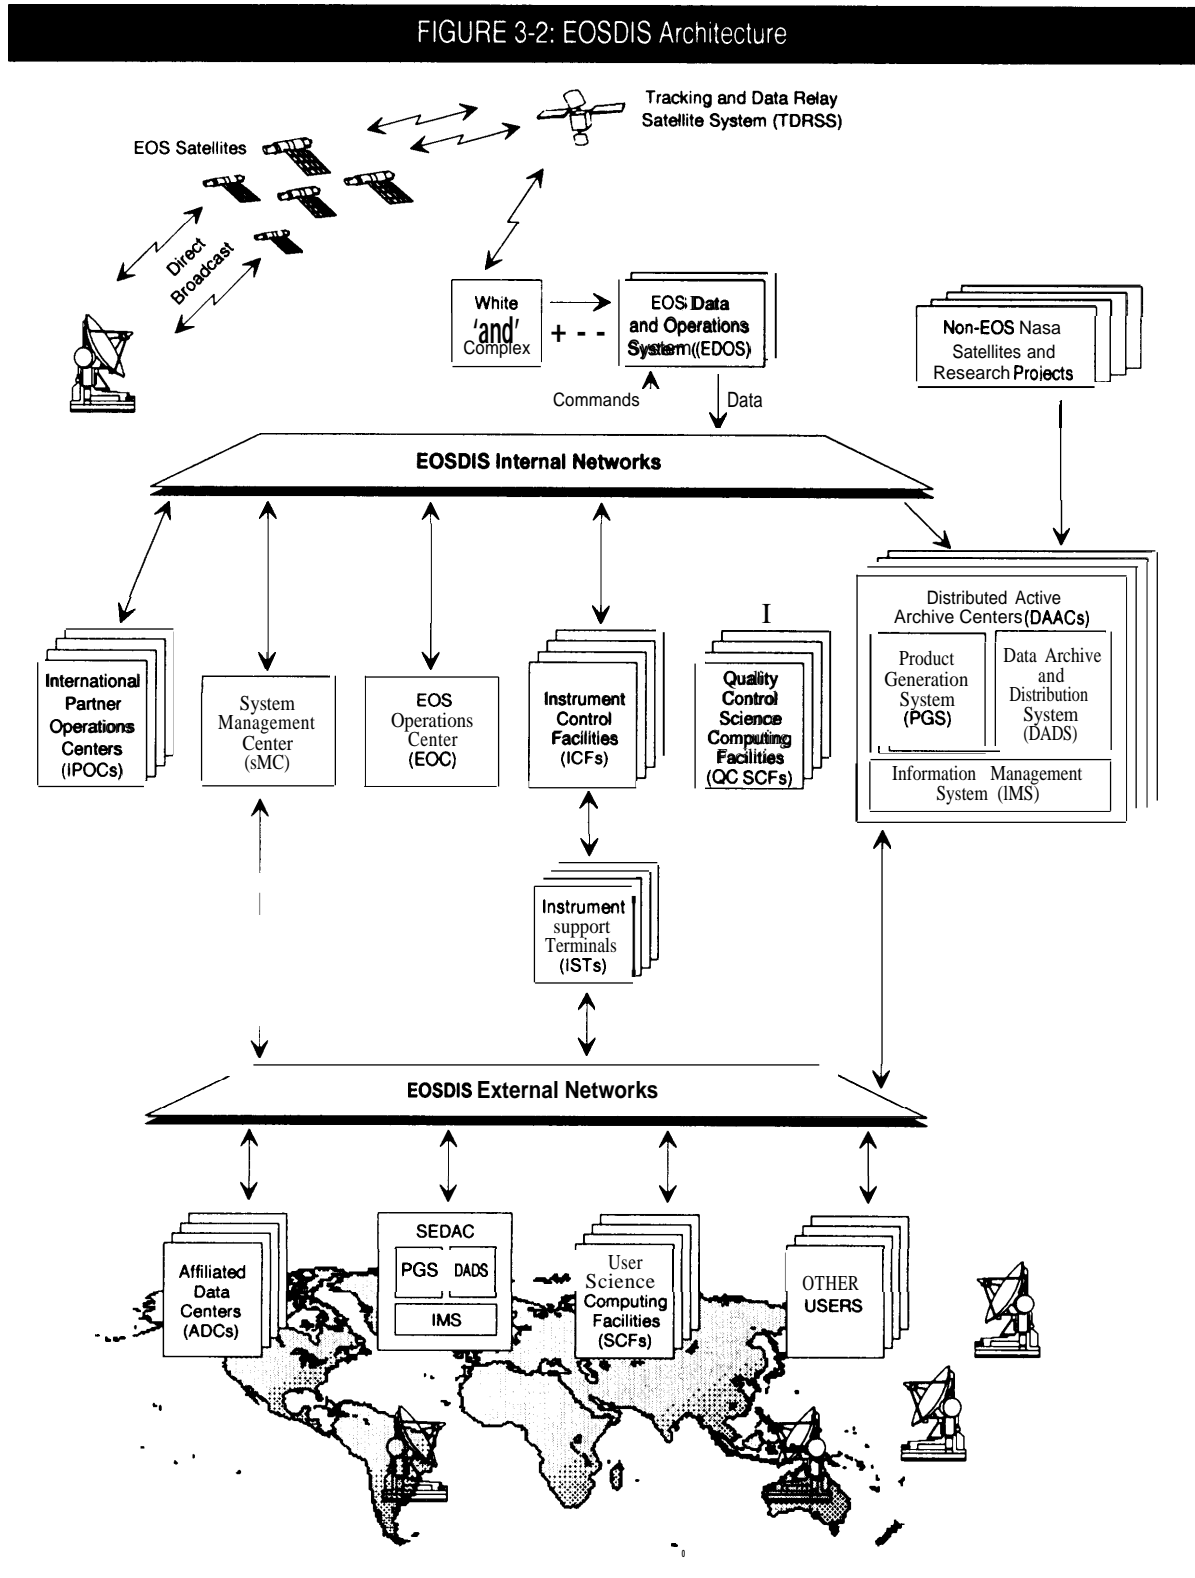 FIGURE 3-2: EOSDIS Architecture
Tracking and Data Relay
Satellite System (TDRSS)
EOS Satellites
Direct
Broadcast
White
'and'
Complex
+ - -
EOS Data
and Operations
System ((EDOS)
Non-EOS Nasa
Satellites and
Research Projects
Commands
Data
EOSDIS Internal Networks
International
Partner
Operations
Centers
(iPOCs)
System
Management
Center
(sMC)
EOS
Operations
Center
(EOC)
Instrument
Control
Facilities
(ICFs)
I
Quality
Control
Science
Computing
Facilities
(QC SCFs)
Distributed Active
Archive Centers (DAACs)
Product
Generation
System
(PGS)
Data Archive
and
Distribution
System
(DADS)
Information Management
System (lMS)
Instrument
support
Terminals
(iSTs)
EOSDIS External Networks
Affiliated
Data
Centers
(ADCs)
SEDAC
PGS
DADS
IMS
User
Science
Computing
Facilities
(SCFs)
OTHER
USERS
0